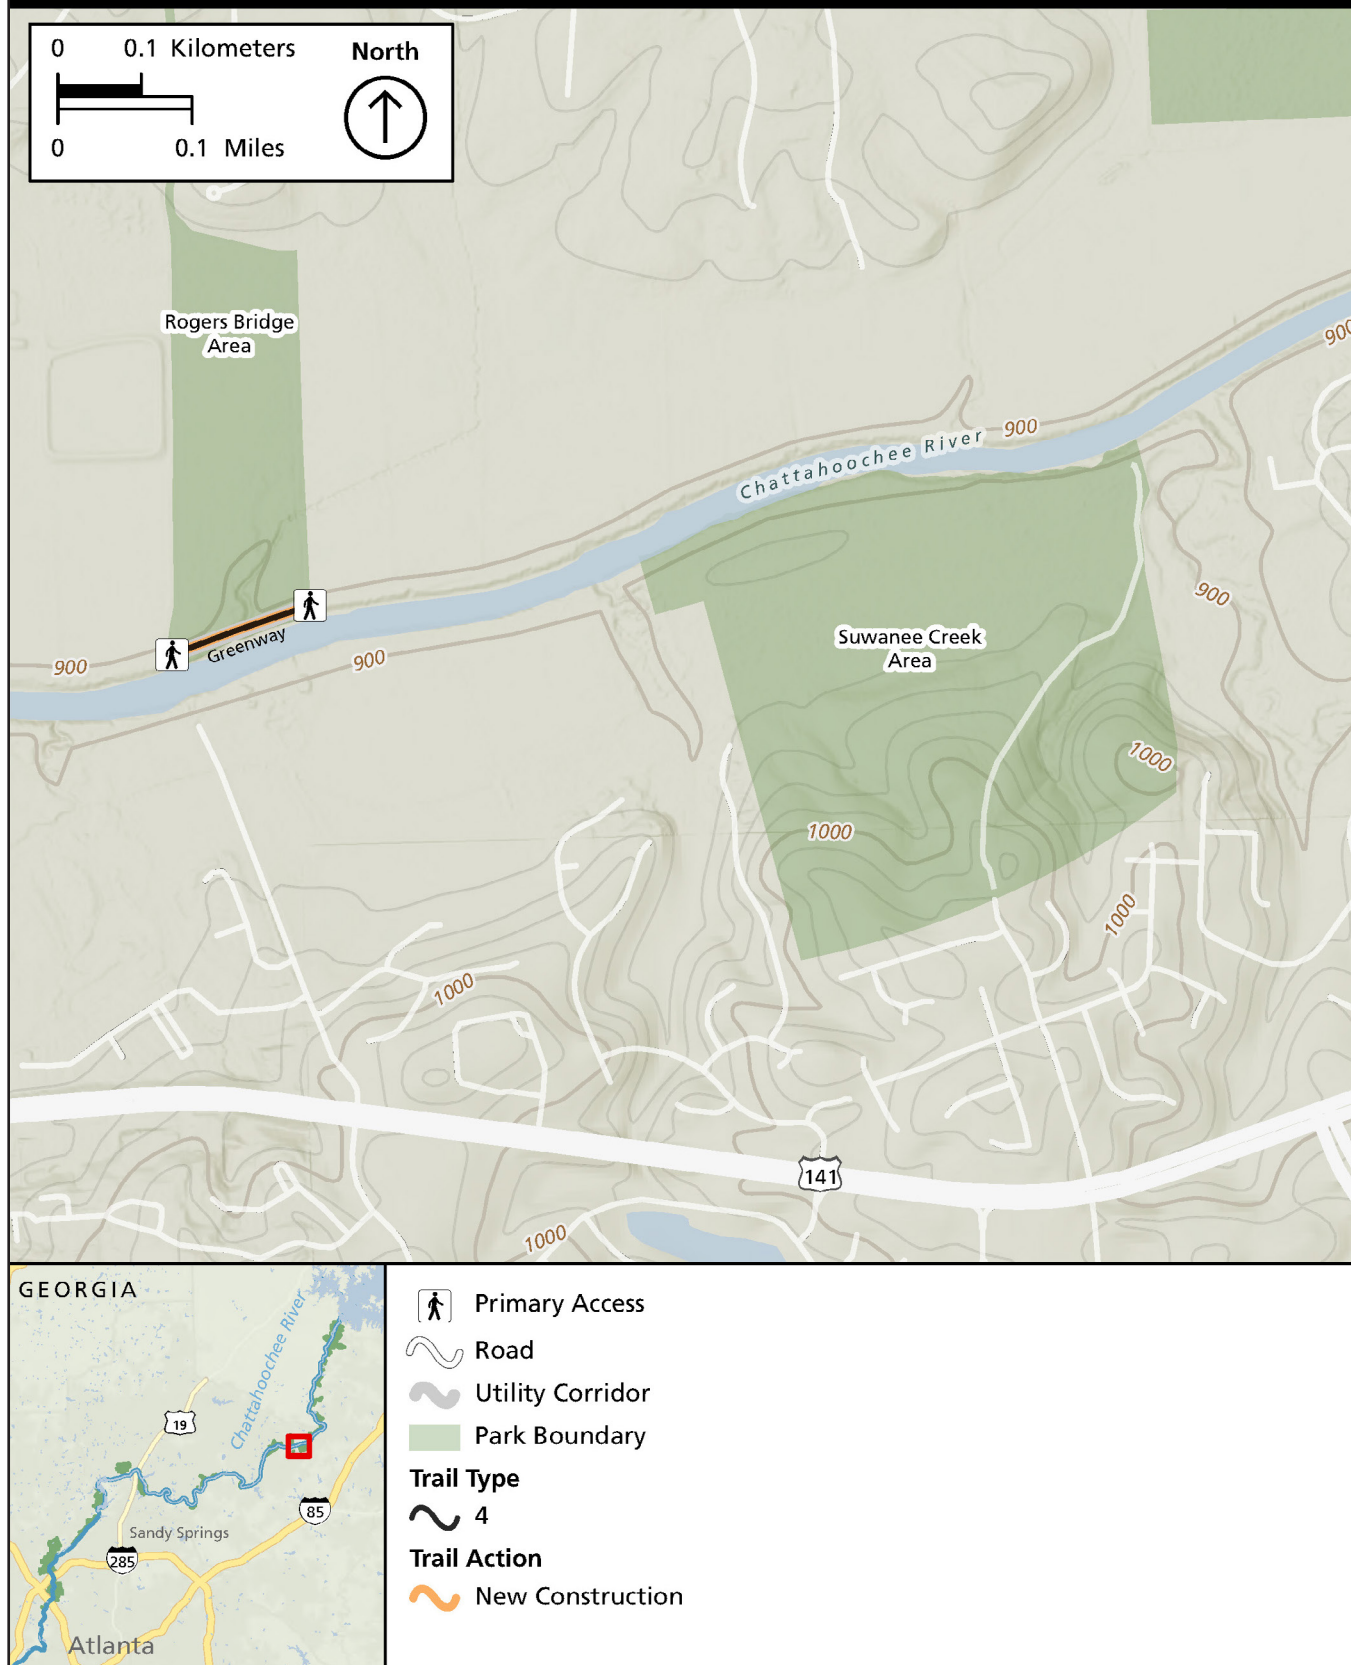 0 0.1 Kilometers
North
0 0.1 Miles
Rogers Bridge
Area
900
Chattahoochee River
900
900
Suwanee Creek
Area
Greenway
900
900
1000
1000
1000
1000
141
1000
GEORGIA
Chattahoochee River
19
85
Sandy Springs
285
Atlanta
Primary Access
Road
Utility Corridor
Park Boundary
Trail Type
4
Trail Action
New Construction